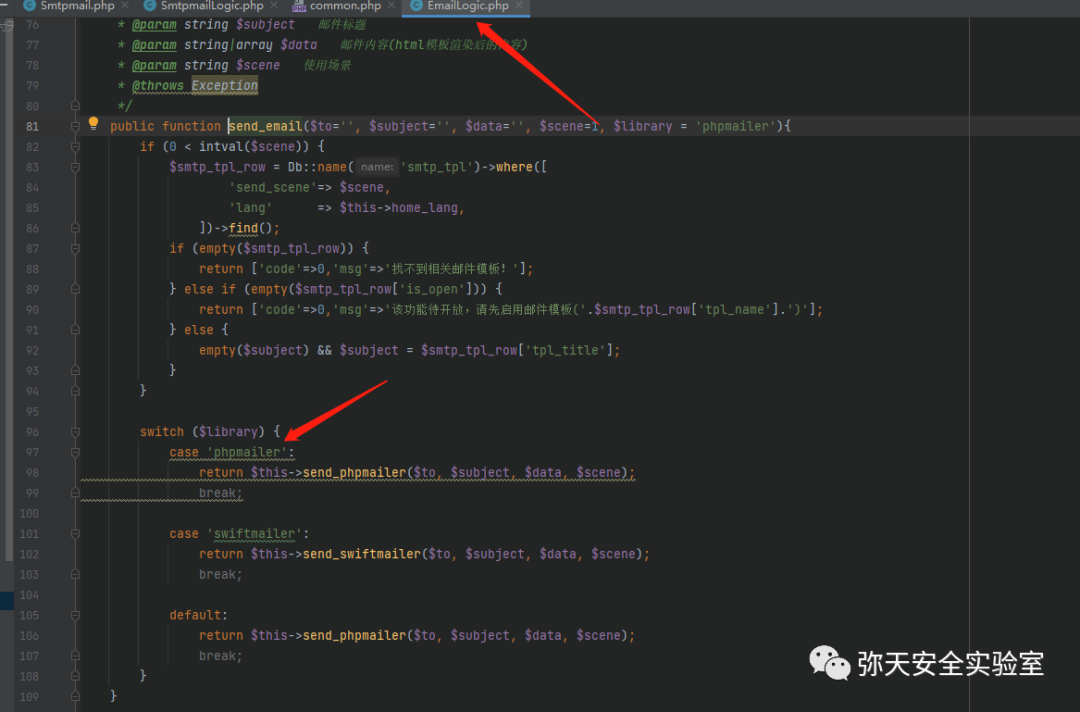 Smtpmail.php SmtpmailLogic.php common.php EmailLogic.php
76 * @param string $subject 邮件标题
77 * @param string|array $data 邮件内容(html模板渲染后的内容)
78 * @param string $scene 使用场景
79 * @throws Exception
80 */
81 public function send_email($to='', $subject='', $data='', $scene=1, $library = 'phpmailer'){
82 if (0 < intval($scene)) {
83 $smtp_tpl_row = Db::name( name: 'smtp_tpl')->where([
84 'send_scene'=> $scene,
85 'lang' => $this->home_lang,
86 ])->find();
87 if (empty($smtp_tpl_row)) {
88 return ['code'=>0,'msg'=>'找不到相关邮件模板！'];
89 } else if (empty($smtp_tpl_row['is_open'])) {
90 return ['code'=>0,'msg'=>'该功能待开放，请先启用邮件模板('.$smtp_tpl_row['tpl_name'].')'];
91 } else {
92 empty($subject) && $subject = $smtp_tpl_row['tpl_title'];
93 }
94 }
95
96 switch ($library) {
97 case 'phpmailer':
98 return $this->send_phpmailer($to, $subject, $data, $scene);
99 break;
100
101 case 'swiftmailer':
102 return $this->send_swiftmailer($to, $subject, $data, $scene);
103 break;
104
105 default:
106 return $this->send_phpmailer($to, $subject, $data, $scene);
107 break;
108 }
109 }
弥天安全实验室